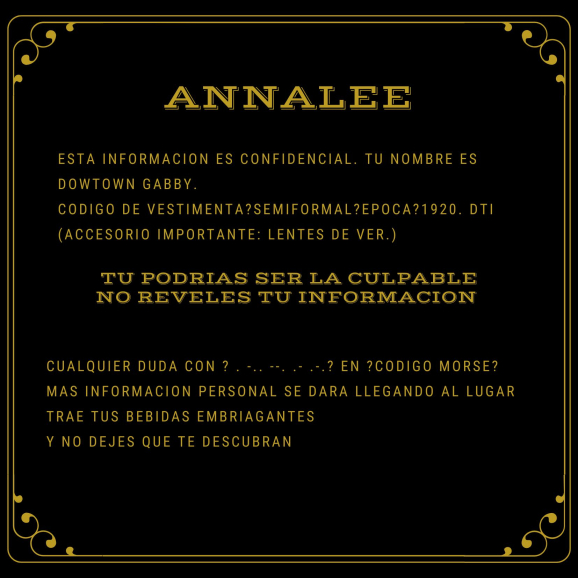 ANNALEE
ESTA INFORMACION ES CONFIDENCIAL. TU NOMBRE ES
DOWTOWN GABBY.
CODIGO DE VESTIMENTA?SEMIFORMAL?EPOCA?1920. DTI
(ACCESORIO IMPORTANTE: LENTES DE VER.)
TU PODRIAS SER LA CULPABLE
NO REVELES TU INFORMACION
CUALQUIER DUDA CON ? . -.. --. .- .-.? EN ?CODIGO MORSE?
MAS INFORMACION PERSONAL SE DARA LLEGANDO AL LUGAR
TRAE TUS BEBIDAS EMBRIAGANTES
Y NO DEJES QUE TE DESCUBRAN